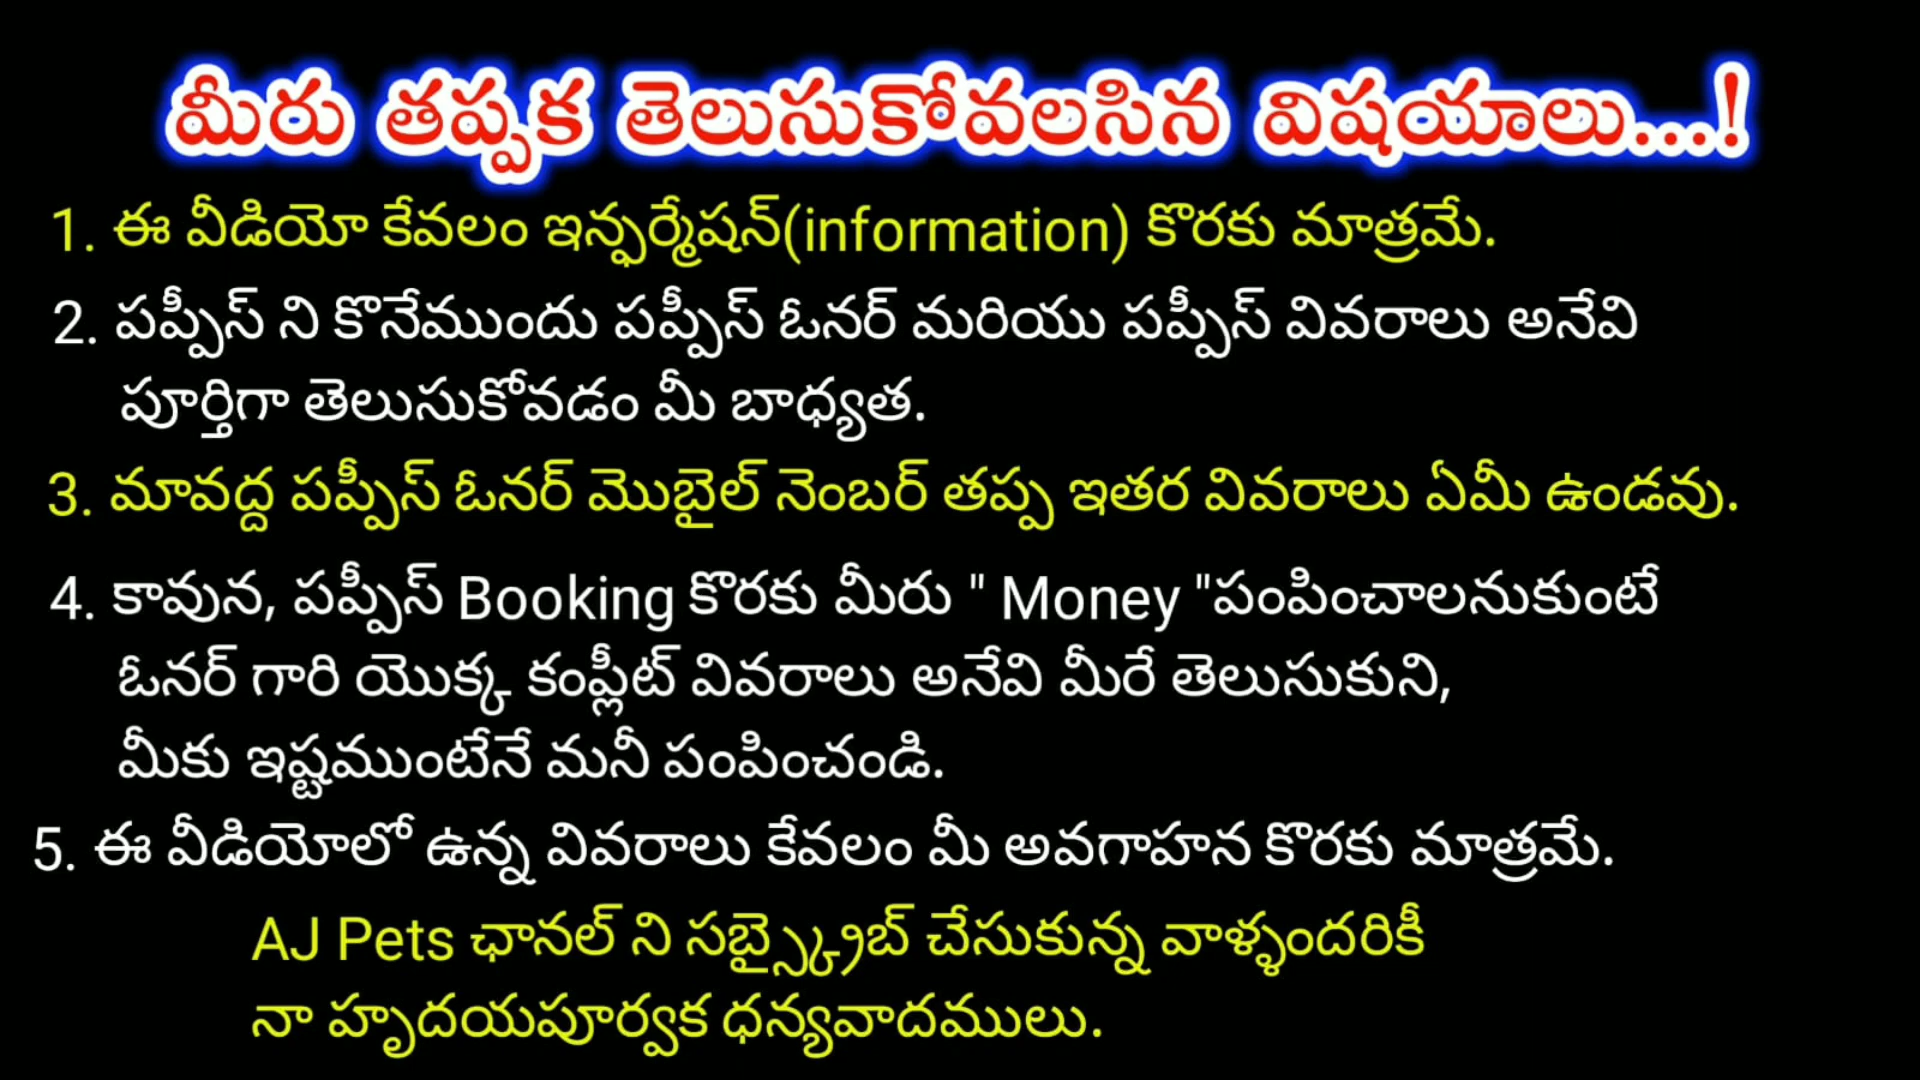 మీరు తప్పక తెలుసుకోవలసిన విషయాలు...!
1. ఈ వీడియో కేవలం ఇన్ఫర్మేషన్(information) కొరకు మాత్రమే.
2. పప్పీస్ ని కొనేముందు పప్పీస్ ఓనర్ మరియు పప్పీస్ వివరాలు అనేవి
పూర్తిగా తెలుసుకోవడం మీ బాధ్యత.
3. మావద్ద పప్పీస్ ఓనర్ మొబైల్ నెంబర్ తప్ప ఇతర వివరాలు ఏమీ ఉండవు.
4. కావున, పప్పీస్ Booking కొరకు మీరు " Money "పంపించాలనుకుంటే
ఓనర్ గారి యొక్క కంప్లీట్ వివరాలు అనేవి మీరే తెలుసుకుని,
మీకు ఇష్టముంటేనే మనీ పంపించండి.
5. ఈ వీడియోలో ఉన్న వివరాలు కేవలం మీ అవగాహన కొరకు మాత్రమే.
AJ Pets ఛానల్ ని సబ్స్క్రైబ్ చేసుకున్న వాళ్ళందరికీ
నా హృదయపూర్వక ధన్యవాదములు.